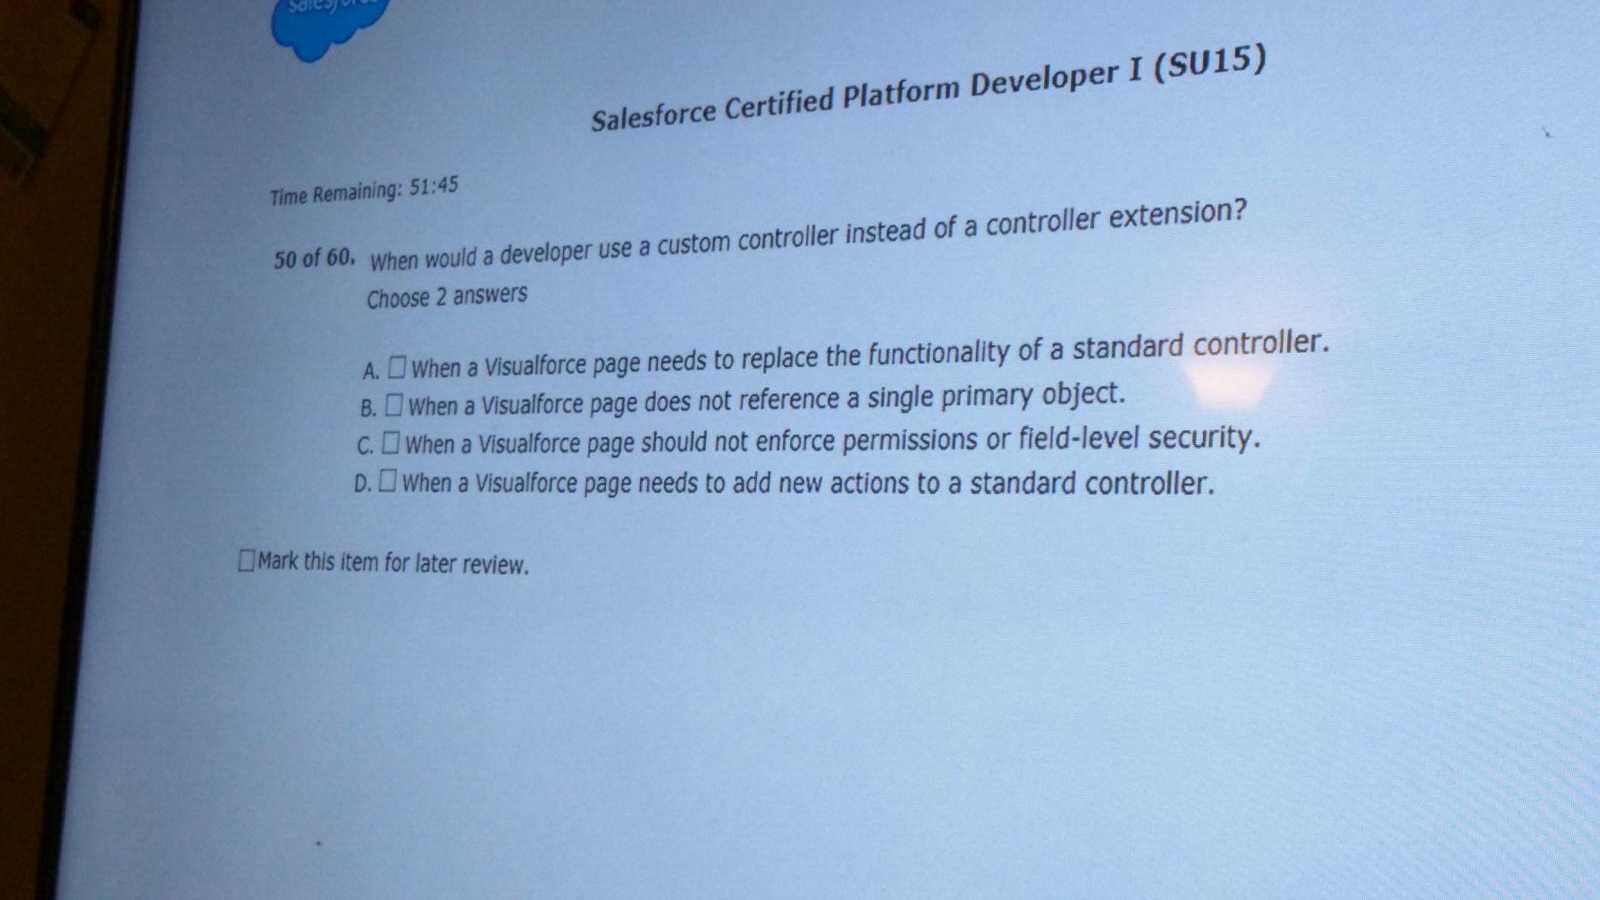 salesforce
Salesforce Certified Platform Developer I (SU15)
Time Remaining: 51:45
50 of 60. When would a developer use a custom controller instead of a controller extension?
Choose 2 answers
A. When a Visualforce page needs to replace the functionality of a standard controller.
B. When a Visualforce page does not reference a single primary object.
C. When a Visualforce page should not enforce permissions or field-level security.
D. When a Visualforce page needs to add new actions to a standard controller.
Mark this item for later review.